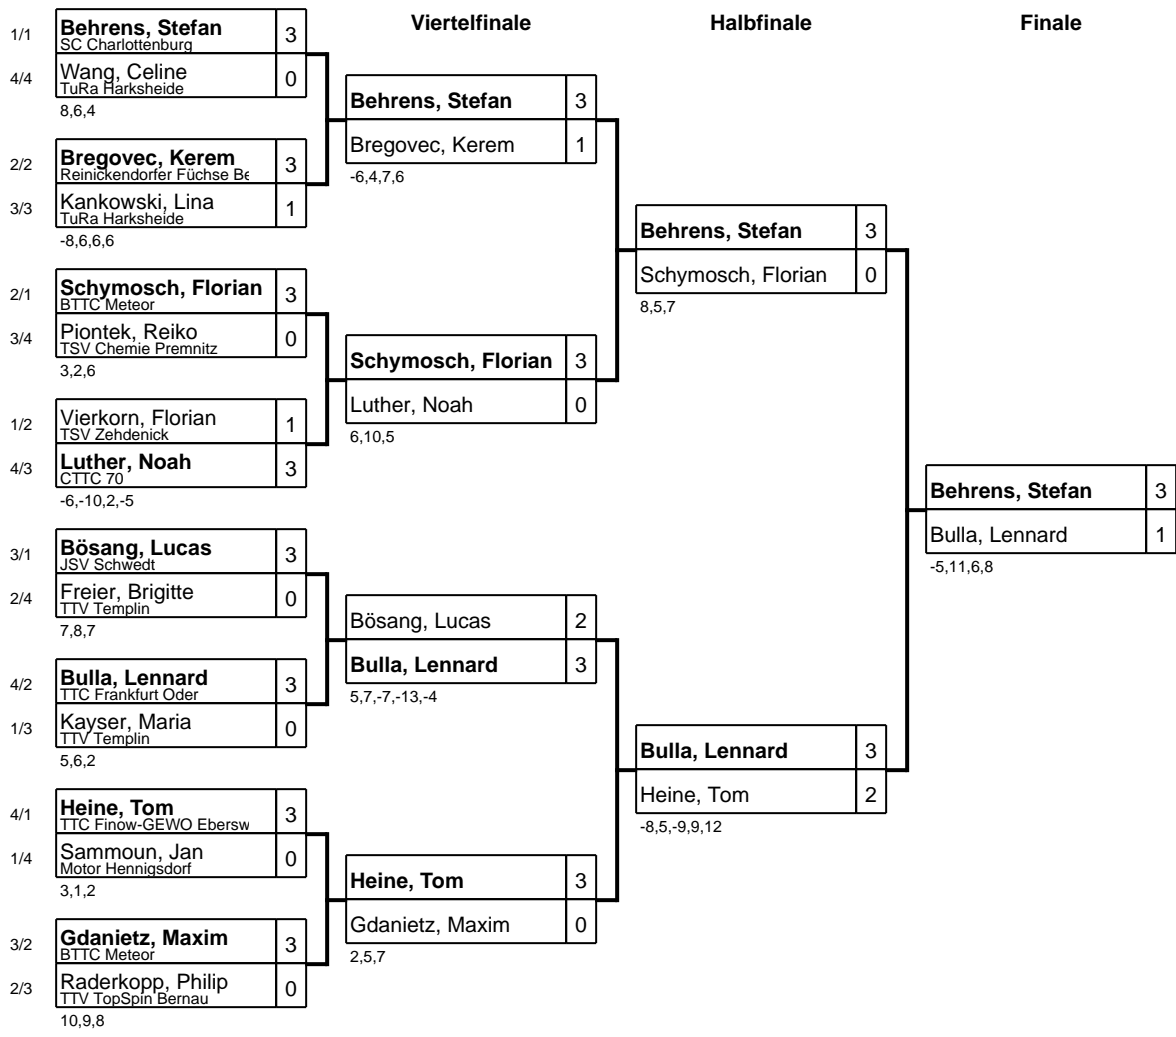 Viertelfinale
Halbfinale
Finale
1/1 Behrens, Stefan 3
SC Charlottenburg
4/4 Wang, Celine 0
TuRa Harksheide
8,6,4
2/2 Bregovec, Kerem 3
Reinickendorfer Füchse Be
3/3 Kankowski, Lina 1
TuRa Harksheide
-8,6,6,6
2/1 Schymosch, Florian 3
BTTC Meteor
3/4 Piontek, Reiko 0
TSV Chemie Premnitz
3,2,6
1/2 Vierkorn, Florian 1
TSV Zehdenick
4/3 Luther, Noah 3
CTTC 70
-6,-10,2,-5
3/1 Bösang, Lucas 3
JSV Schwedt
2/4 Freier, Brigitte 0
TTV Templin
7,8,7
4/2 Bulla, Lennard 3
TTC Frankfurt Oder
1/3 Kayser, Maria 0
TTV Templin
5,6,2
4/1 Heine, Tom 3
TTC Finow-GEWO Ebersw
1/4 Sammoun, Jan 0
Motor Hennigsdorf
3,1,2
3/2 Gdanietz, Maxim 3
BTTC Meteor
2/3 Raderkopp, Philip 0
TTV TopSpin Bernau
10,9,8
Behrens, Stefan 3
Bregovec, Kerem 1
-6,4,7,6
Schymosch, Florian 3
Luther, Noah 0
6,10,5
Bösang, Lucas 2
Bulla, Lennard 3
5,7,-7,-13,-4
Heine, Tom 3
Gdanietz, Maxim 0
2,5,7
Behrens, Stefan 3
Schymosch, Florian 0
8,5,7
Bulla, Lennard 3
Heine, Tom 2
-8,5,-9,9,12
Behrens, Stefan 3
Bulla, Lennard 1
-5,11,6,8